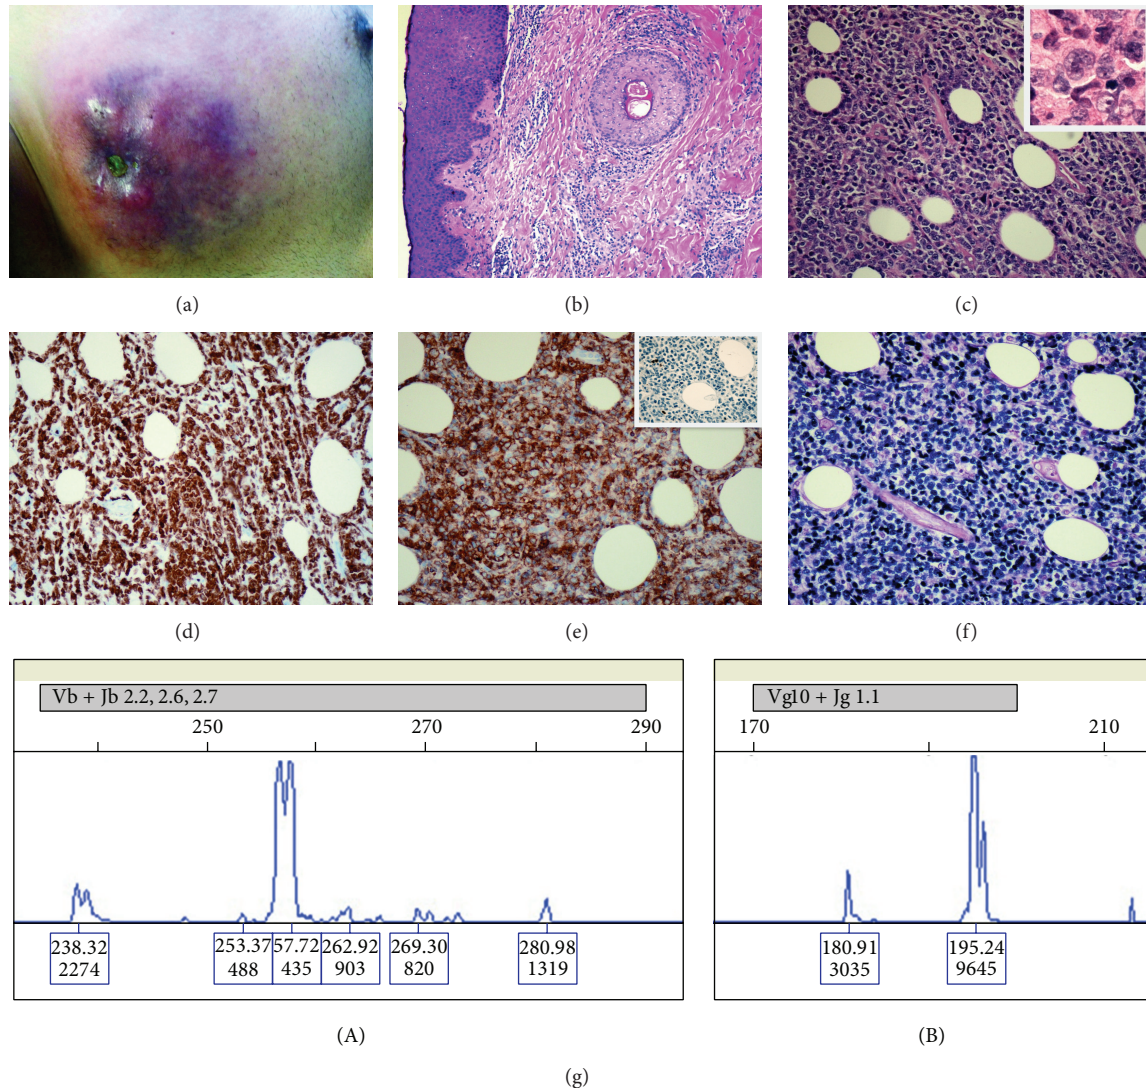 (a)
(b)
(c)
(d)
(e)
(f)
Vb + Jb 2.2, 2.6, 2.7
250
270
290
238.32
2274
253.37
488
57.72
435
262.92
903
269.30
820
280.98
1319
(A)
Vg10 + Jg 1.1
170
210
180.91
3035
195.24
9645
(B)
(g)